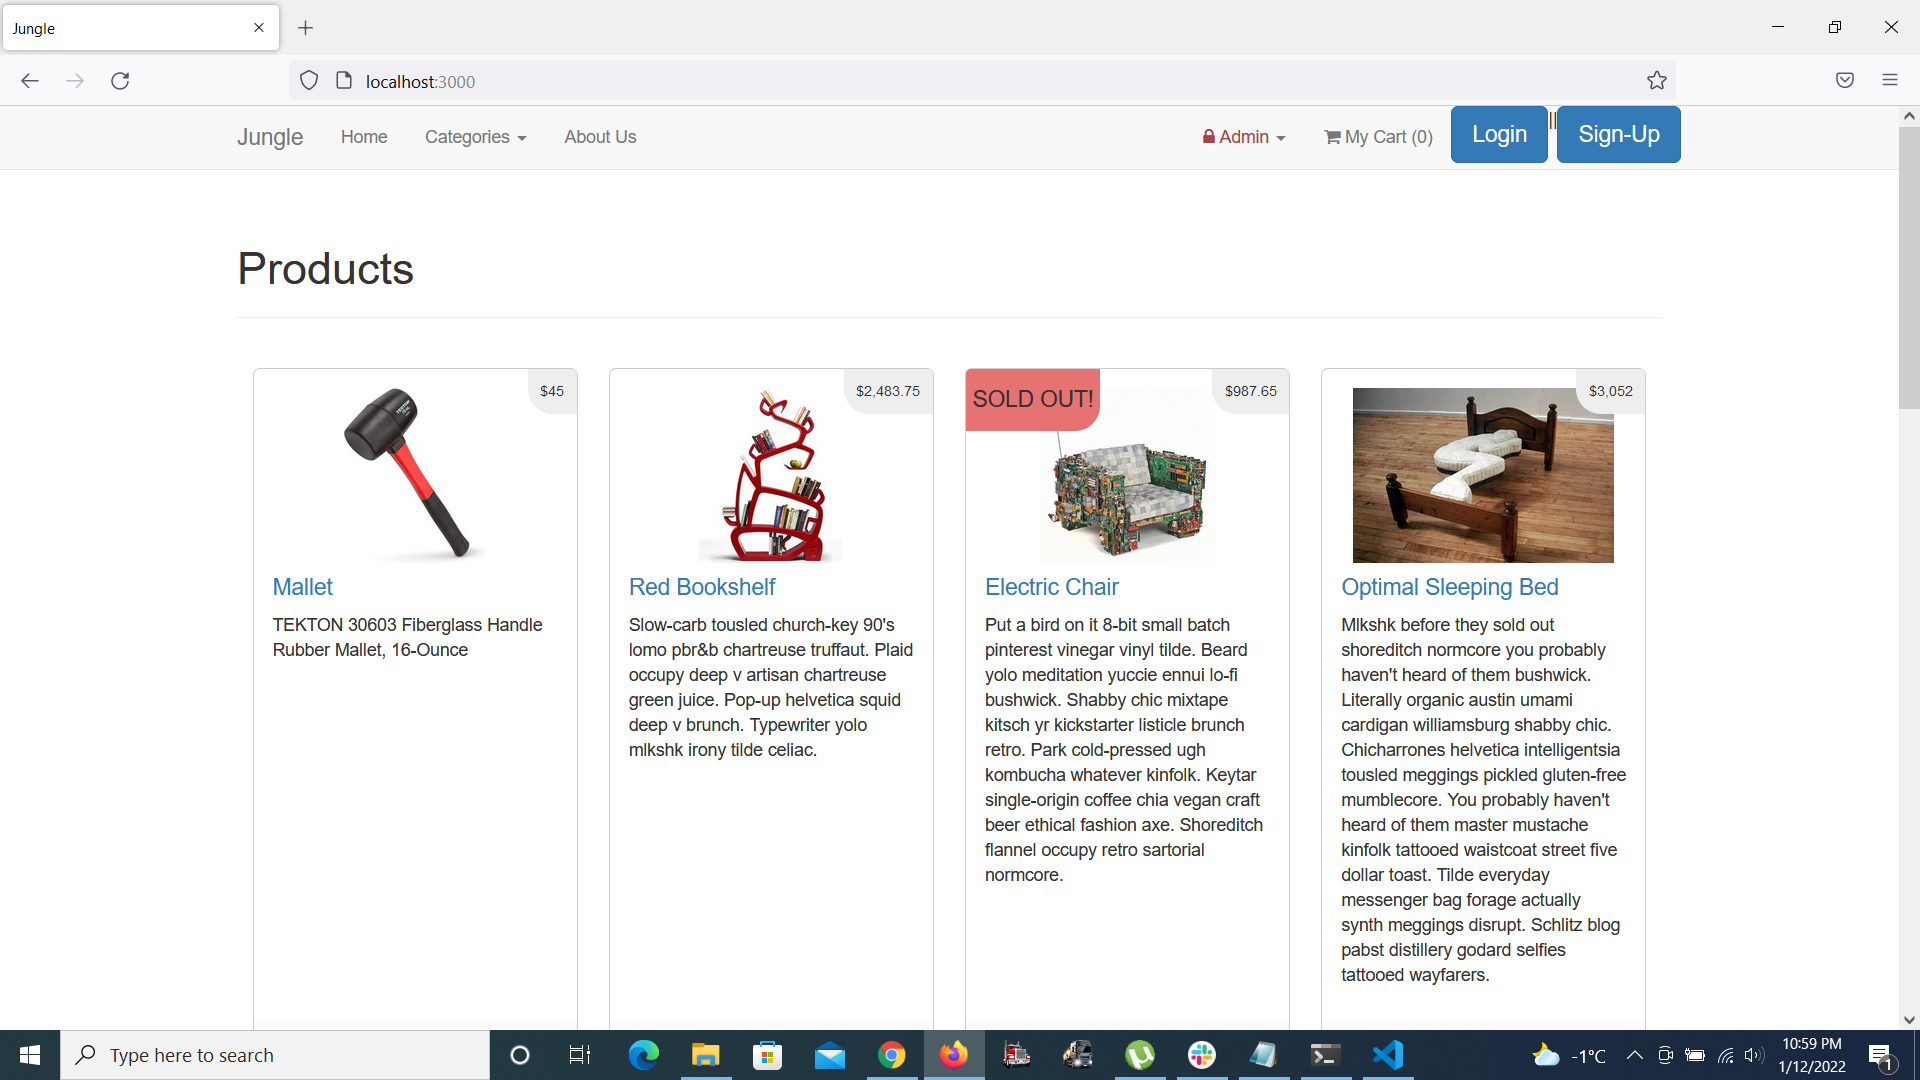 Jungle
localhost:3000
Jungle Home Categories About Us Admin My Cart (0) Login || Sign-Up
Products
$45
Mallet
TEKTON 30603 Fiberglass Handle
Rubber Mallet, 16-Ounce
$2,483.75
Red Bookshelf
Slow-carb tousled church-key 90's
lomo pbr&b chartreuse truffaut. Plaid
occupy deep v artisan chartreuse
green juice. Pop-up helvetica squid
deep v brunch. Typewriter yolo
mlkshk irony tilde celiac.
SOLD OUT!
$987.65
Electric Chair
Put a bird on it 8-bit small batch
pinterest vinegar vinyl tilde. Beard
yolo meditation yuccie ennui lo-fi
bushwick. Shabby chic mixtape
kitsch yr kickstarter listicle brunch
retro. Park cold-pressed ugh
kombucha whatever kinfolk. Keytar
single-origin coffee chia vegan craft
beer ethical fashion axe. Shoreditch
flannel occupy retro sartorial
normcore.
$3,052
Optimal Sleeping Bed
Mlkshk before they sold out
shoreditch normcore you probably
haven't heard of them bushwick.
Literally organic austin umami
cardigan williamsburg shabby chic.
Chicharrones helvetica intelligentsia
tousled meggings pickled gluten-free
mumblecore. You probably haven't
heard of them master mustache
kinfolk tattooed waistcoat street five
dollar toast. Tilde everyday
messenger bag forage actually
synth meggings disrupt. Schlitz blog
pabst distillery godard selfies
tattooed wayfarers.
Type here to search
-1°C
10:59 PM
1/12/2022
1